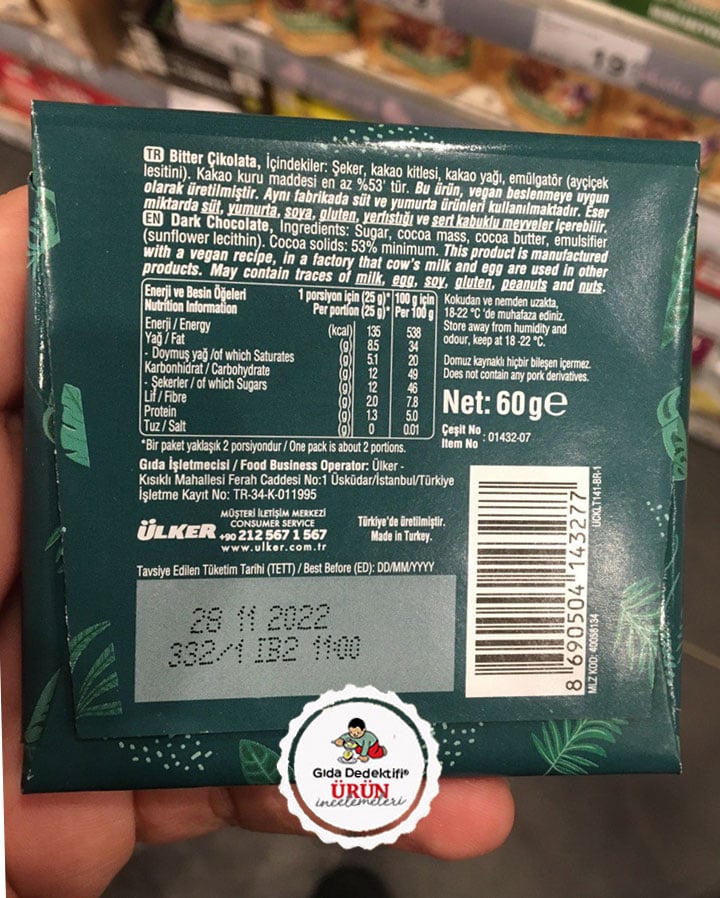 TR Bitter Çikolata, İçindekiler: Şeker, kakao kitlesi, kakao yağı, emülgatör (ayçiçek
lesitini). Kakao kuru maddesi en az %53' tür. Bu ürün, vegan beslenmeye uygun
olarak üretilmiştir. Aynı fabrikada süt ve yumurta ürünleri kullanılmaktadır. Eser
miktarda süt, yumurta, soya, gluten, yerfıstığı ve sert kabuklu meyveler içerebilir.
EN Dark Chocolate, Ingredients: Sugar, cocoa mass, cocoa butter, emulsifier
(sunflower lecithin). Cocoa solids: 53% minimum. This product is manufactured
with a vegan recipe, in a factory that cow's milk and egg are used in other
products. May contain traces of milk, egg, soy, gluten, peanuts and nuts.
Enerji ve Besin Öğeleri 1 porsiyon için (25 g)* 100 g için
Nutrition Information Per portion (25 g)* Per 100 g
Enerji / Energy (kcal) 135 538
Yağ / Fat (g) 8.5 34
- Doymuş yağ /of which Saturates (g) 5.1 20
Karbonhidrat / Carbohydrate (g) 12 49
- Şekerler / of which Sugars (g) 12 46
Lif / Fibre (g) 2.0 7.8
Protein (g) 1.3 5.0
Tuz / Salt (g) 0 0.01
*Bir paket yaklaşık 2 porsiyondur / One pack is about 2 portions.
Kokudan ve nemden uzakta,
18-22 °C 'de muhafaza ediniz.
Store away from humidity and
odour, keep at 18 -22 °C.
Domuz kaynaklı hiçbir bileşen içermez.
Does not contain any pork derivatives.
Net: 60 g e
Çeşit No
Item No : 01432-07
Gıda İşletmecisi / Food Business Operator: Ülker -
Kısıklı Mahallesi Ferah Caddesi No:1 Üsküdar/İstanbul/Türkiye
İşletme Kayıt No: TR-34-K-011995
ÜLKER
MÜŞTERİ İLETİŞİM MERKEZİ
CONSUMER SERVICE
+90 212 567 1 567
www.ulker.com.tr
Türkiye'de üretilmiştir.
Made in Turkey.
Tavsiye Edilen Tüketim Tarihi (TETT) / Best Before (ED): DD/MM/YYYY
28 11 2022
332/1 IB2 11:00
8 690504 143277
ÜCKLT141-BR-1
MLZ KOD: 40056134
Gıda Dedektifi®
ÜRÜN
incelemeleri
19